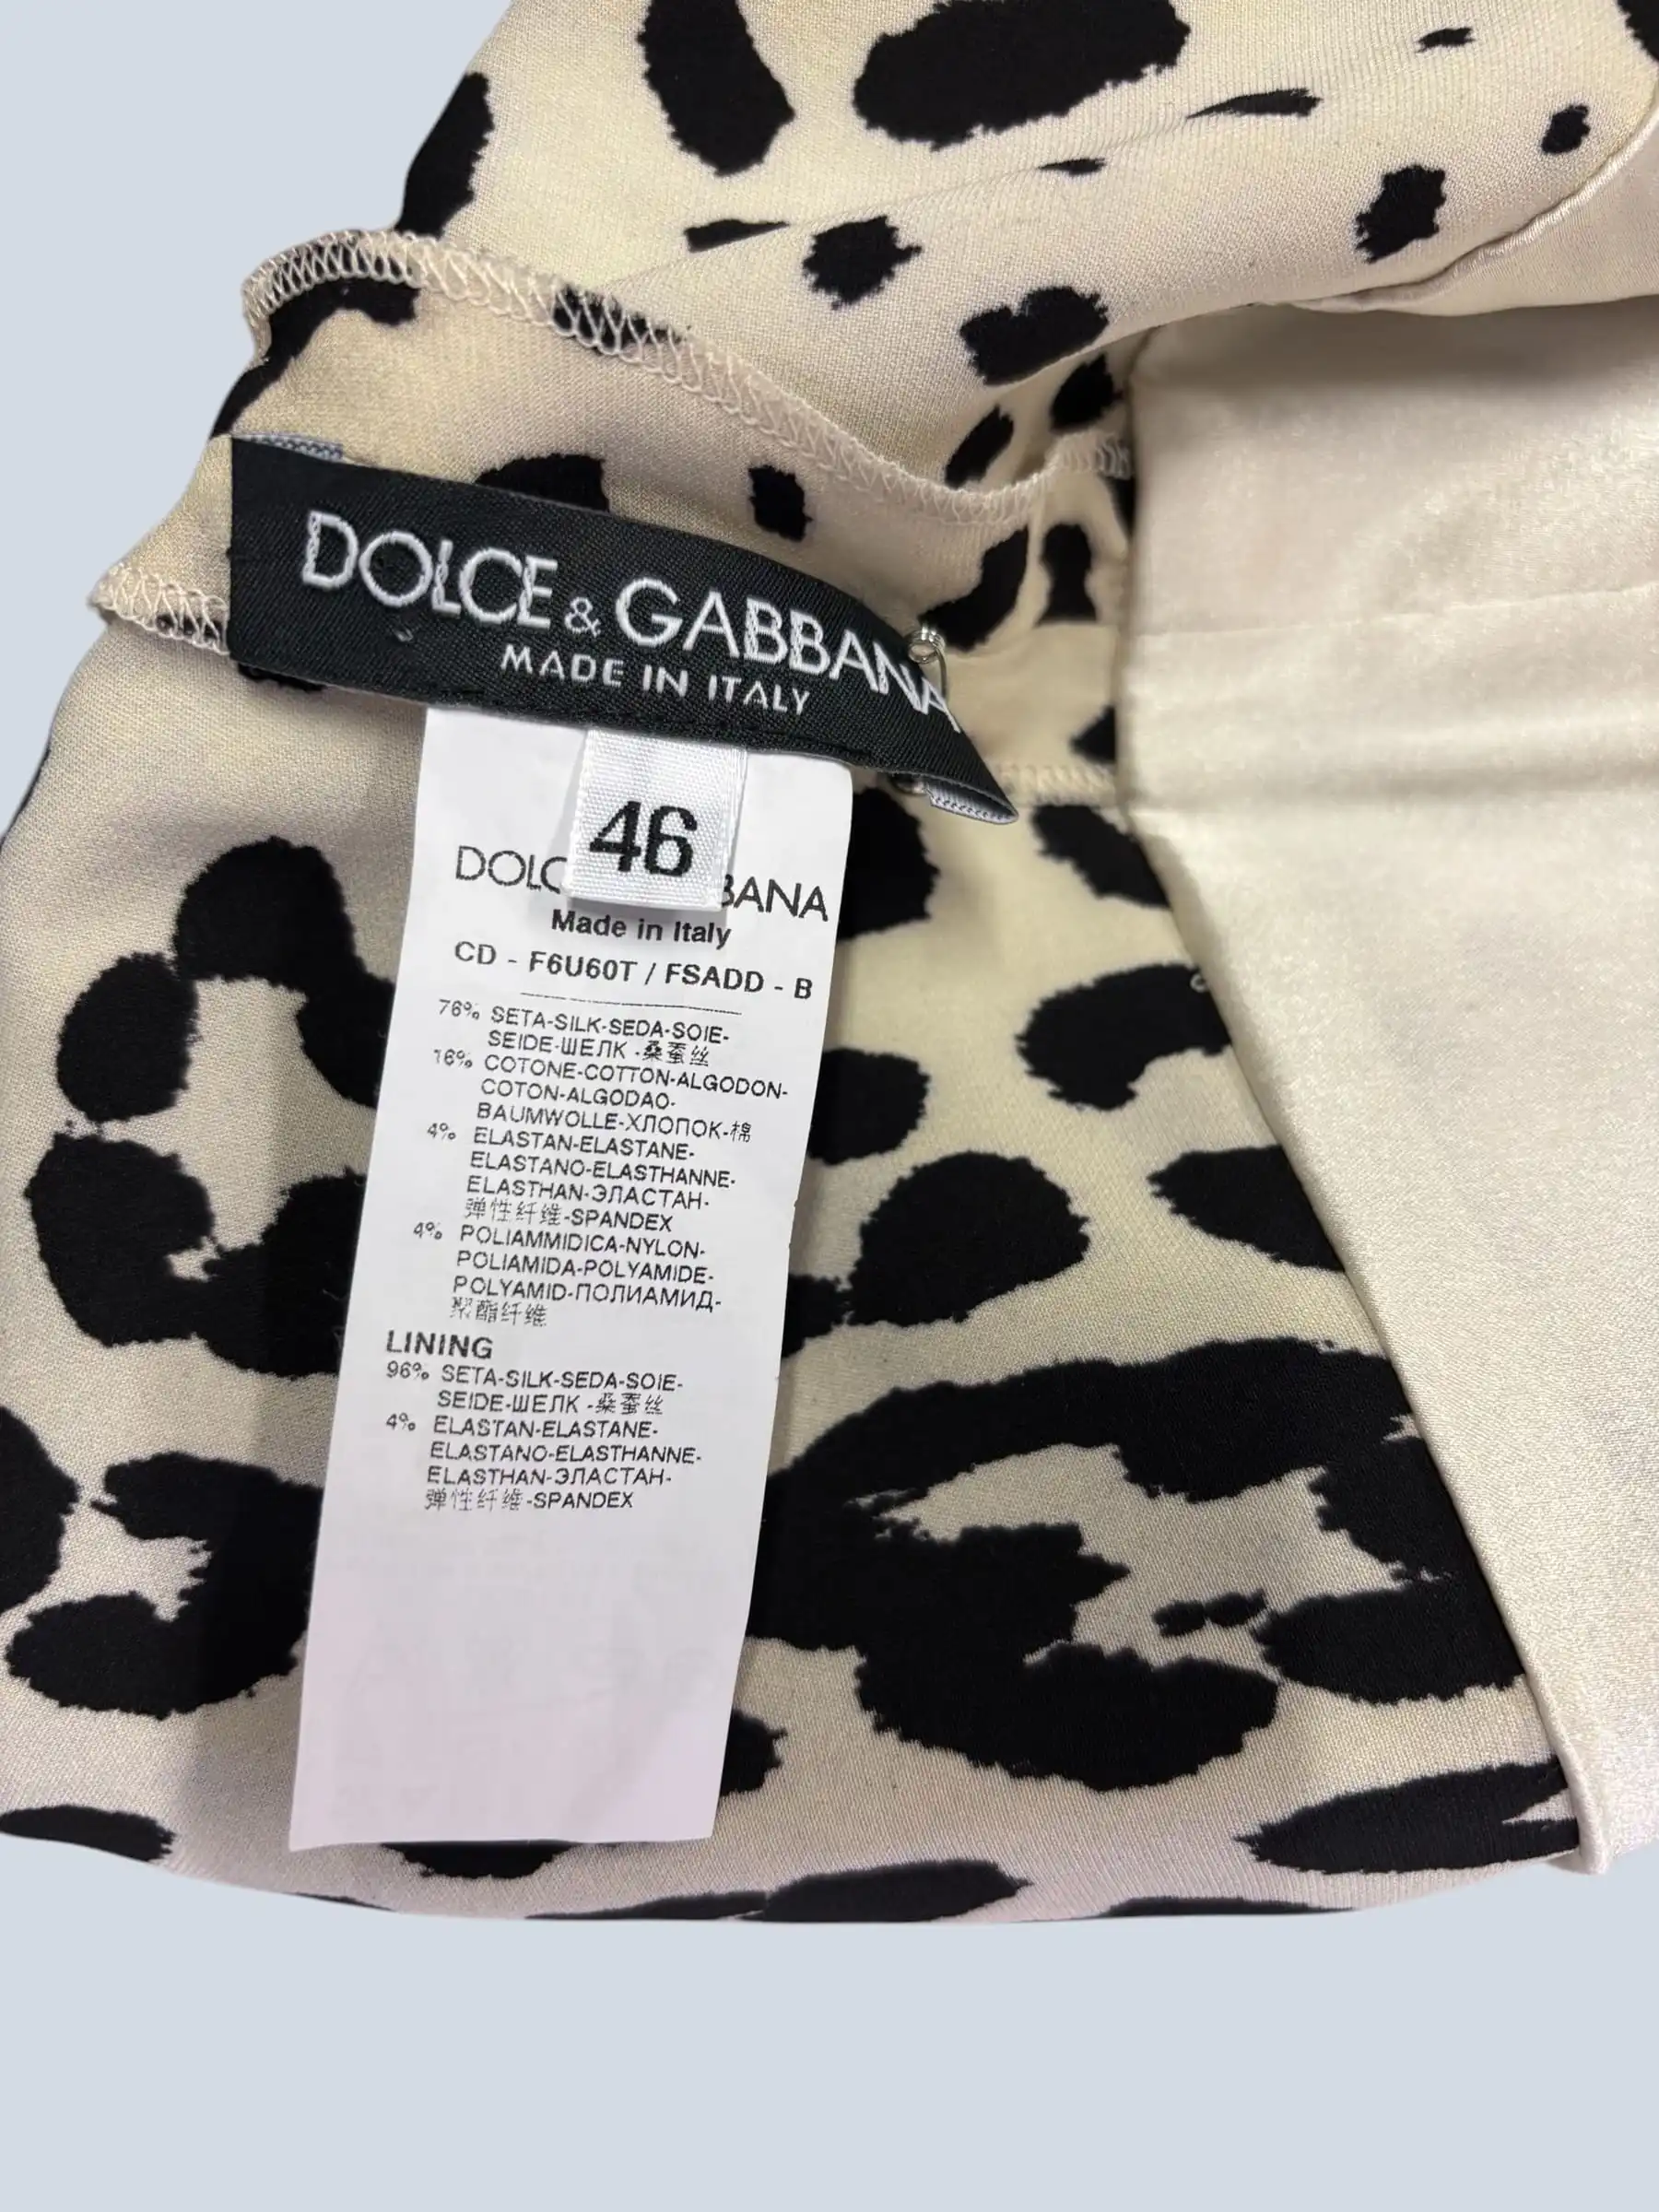 DOLCE & GABBANA
MADE IN ITALY
46
DOLC BANA
Made in Italy
CD - F6U60T / FSADD - B
76% SETA-SILK-SEDA-SOIE-
SEIDE-ШЕЛК -桑蚕丝
16% COTONE-COTTON-ALGODON-
COTON-ALGODAO-
BAUMWOLLE-ХЛОПОК-棉
4% ELASTAN-ELASTANE-
ELASTANO-ELASTHANNE-
ELASTHAN-ЭЛАСТАН-
弹性纤维-SPANDEX
4% POLIAMMIDICA-NYLON-
POLIAMIDA-POLYAMIDE-
POLYAMID-ПОЛИАМИД-
聚酯纤维
LINING
96% SETA-SILK-SEDA-SOIE-
SEIDE-ШЕЛК -桑蚕丝
4% ELASTAN-ELASTANE-
ELASTANO-ELASTHANNE-
ELASTHAN-ЭЛАСТАН-
弹性纤维-SPANDEX